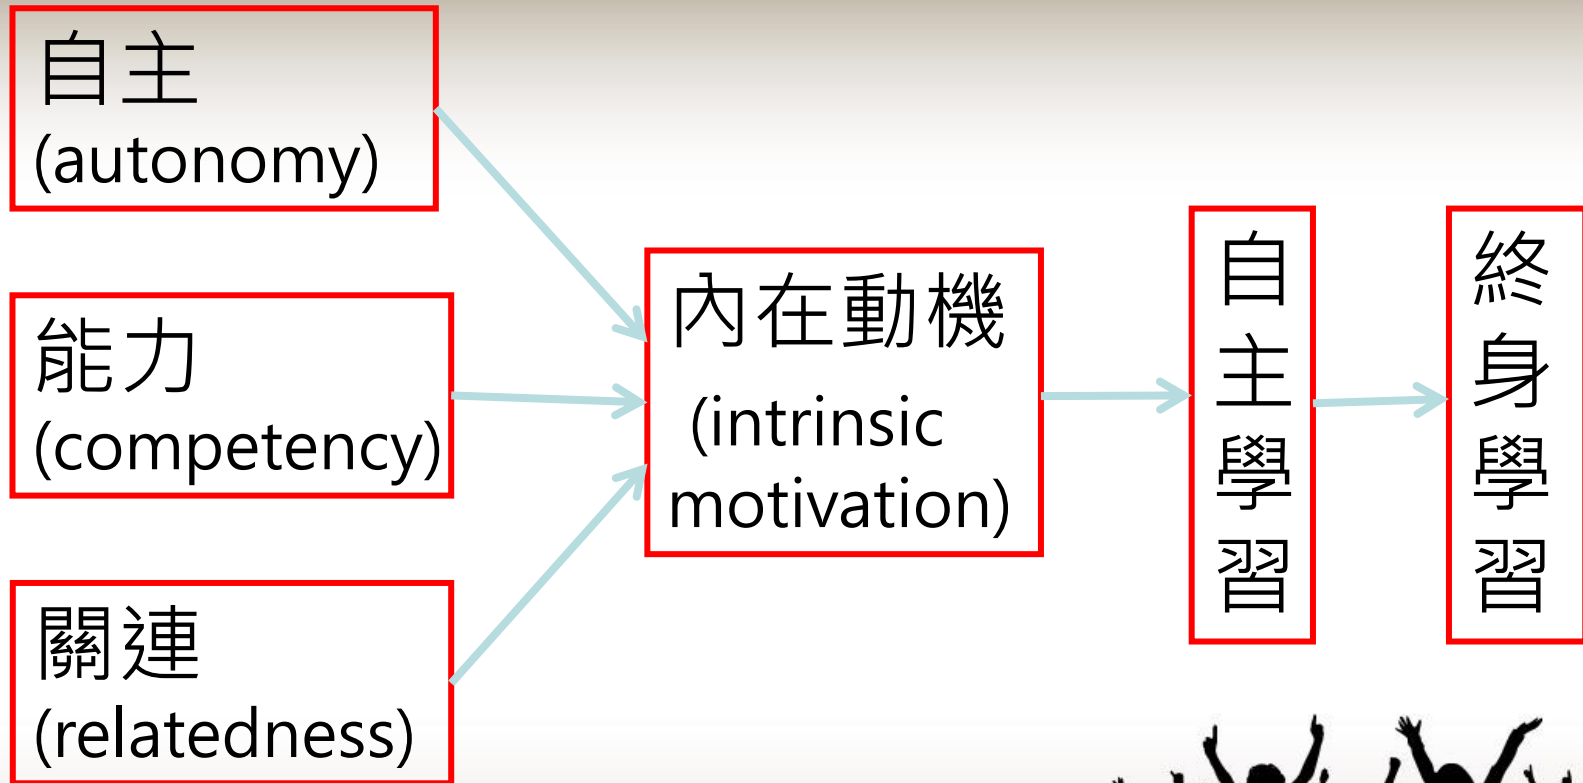 自主
(autonomy)
能力
(competency)
關連
(relatedness)
內在動機
(intrinsic
motivation)
自主學習
終身學習